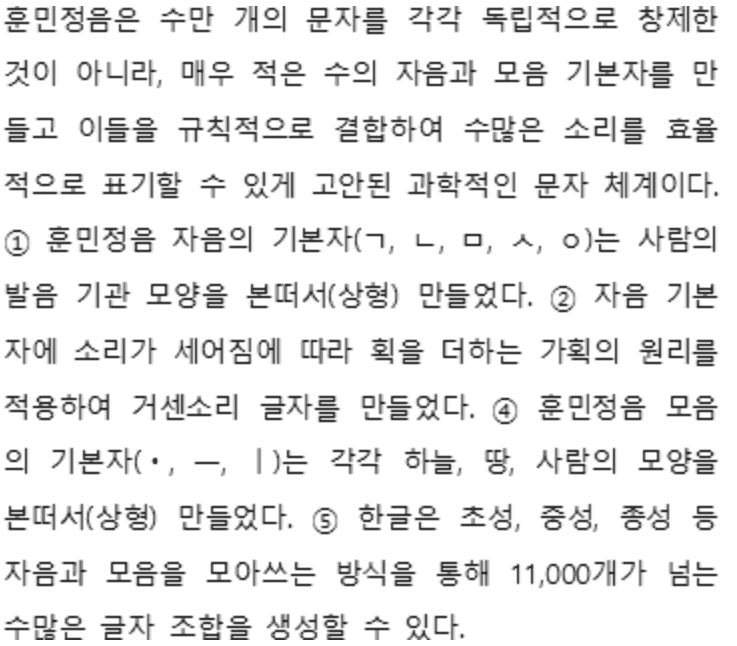 훈민정음은 수만 개의 문자를 각각 독립적으로 창제한
것이 아니라, 매우 적은 수의 자음과 모음 기본자를 만
들고 이들을 규칙적으로 결합하여 수많은 소리를 효율
적으로 표기할 수 있게 고안된 과학적인 문자 체계이다.
① 훈민정음 자음의 기본자(ㄱ, ㄴ, ㅁ, ㅅ, ㅇ)는 사람의
발음 기관 모양을 본떠서(상형) 만들었다. ② 자음 기본
자에 소리가 세어짐에 따라 획을 더하는 가획의 원리를
적용하여 거센소리 글자를 만들었다. ④ 훈민정음 모음
의 기본자(·, ㅡ, ㅣ)는 각각 하늘, 땅, 사람의 모양을
본떠서(상형) 만들었다. ⑤ 한글은 초성, 중성, 종성 등
자음과 모음을 모아쓰는 방식을 통해 11,000개가 넘는
수많은 글자 조합을 생성할 수 있다.